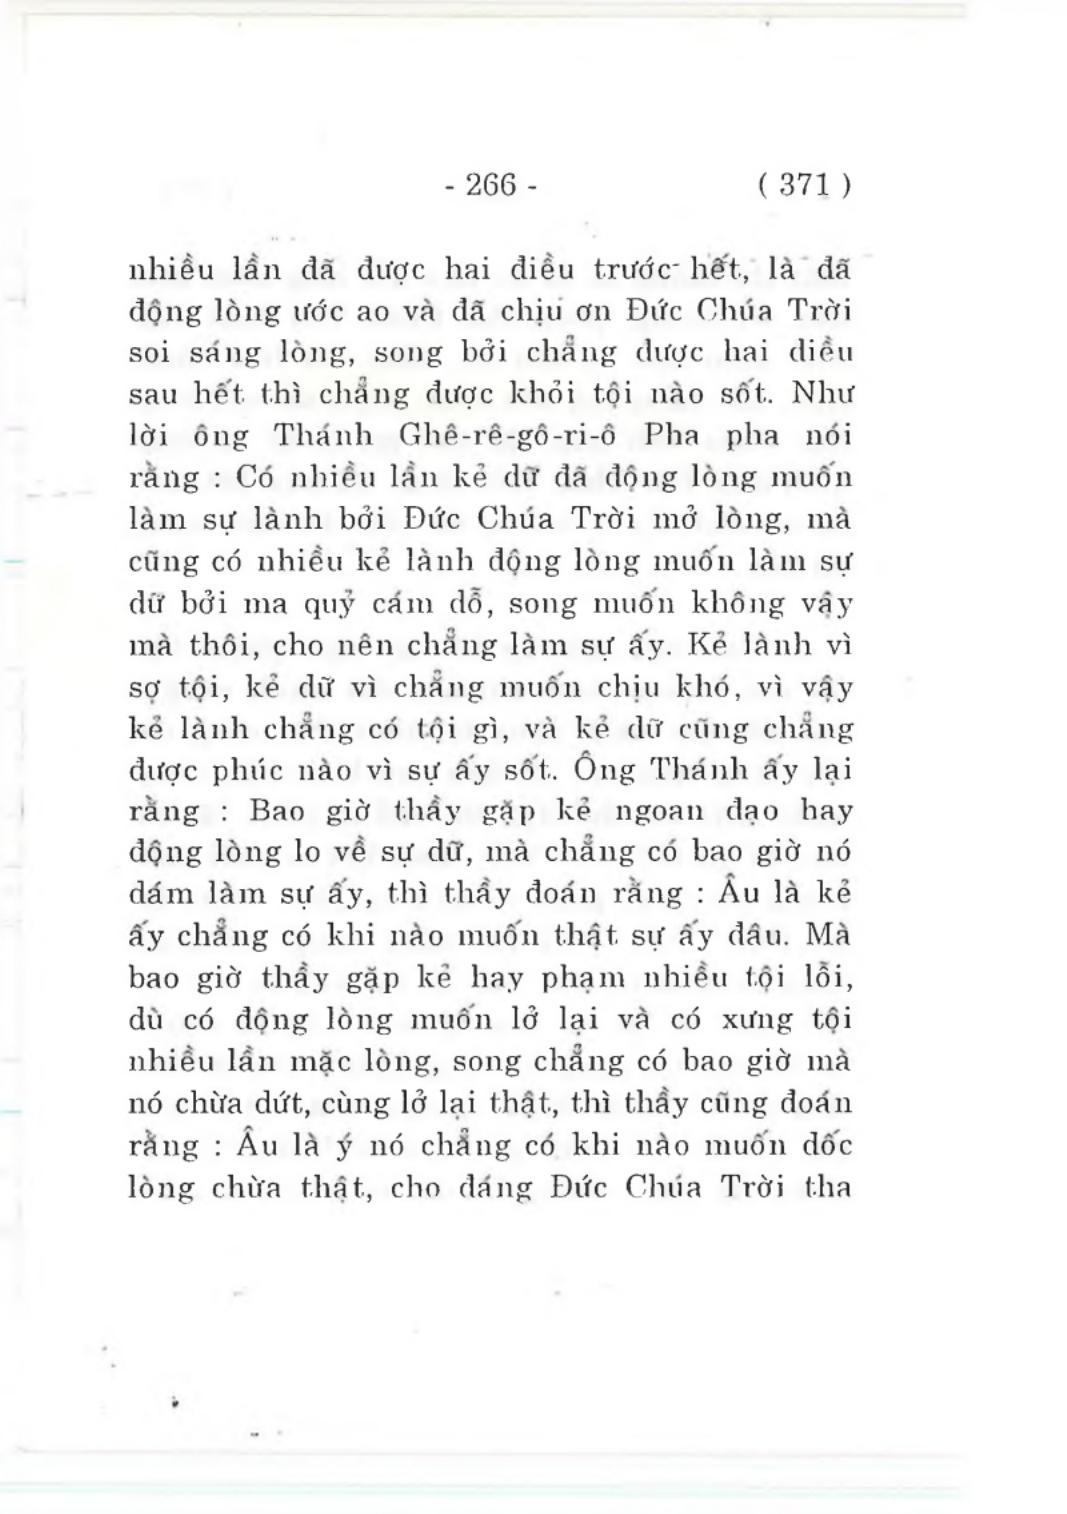 - 266 - ( 371 )
nhiều lần đã được hai điều trước hết, là đã
động lòng ước ao và đã chịu ơn Đức Chúa Trời
soi sáng lòng, song bởi chẳng được hai điều
sau hết thì chẳng được khỏi tội nào sốt. Như
lời ông Thánh Ghê-rê-gô-ri-ô Pha pha nói
rằng : Có nhiều lần kẻ dữ đã động lòng muốn
làm sự lành bởi Đức Chúa Trời mở lòng, mà
cũng có nhiều kẻ lành động lòng muốn làm sự
dữ bởi ma quỷ cám dỗ, song muốn không vậy
mà thôi, cho nên chẳng làm sự ấy. Kẻ lành vì
sợ tội, kẻ dữ vì chẳng muốn chịu khó, vì vậy
kẻ lành chẳng có tội gì, và kẻ dữ cũng chẳng
được phúc nào vì sự ấy sốt. Ông Thánh ấy lại
rằng : Bao giờ thầy gặp kẻ ngoan đạo hay
động lòng lo về sự dữ, mà chẳng có bao giờ nó
dám làm sự ấy, thì thầy đoán rằng : Âu là kẻ
ấy chẳng có khi nào muốn thật sự ấy đâu. Mà
bao giờ thầy gặp kẻ hay phạm nhiều tội lỗi,
dù có động lòng muốn lở lại và có xưng tội
nhiều lần mặc lòng, song chẳng có bao giờ mà
nó chừa dứt, cùng lở lại thật, thì thầy cũng đoán
rằng : Âu là ý nó chẳng có khi nào muốn dốc
lòng chừa thật, cho đáng Đức Chúa Trời tha